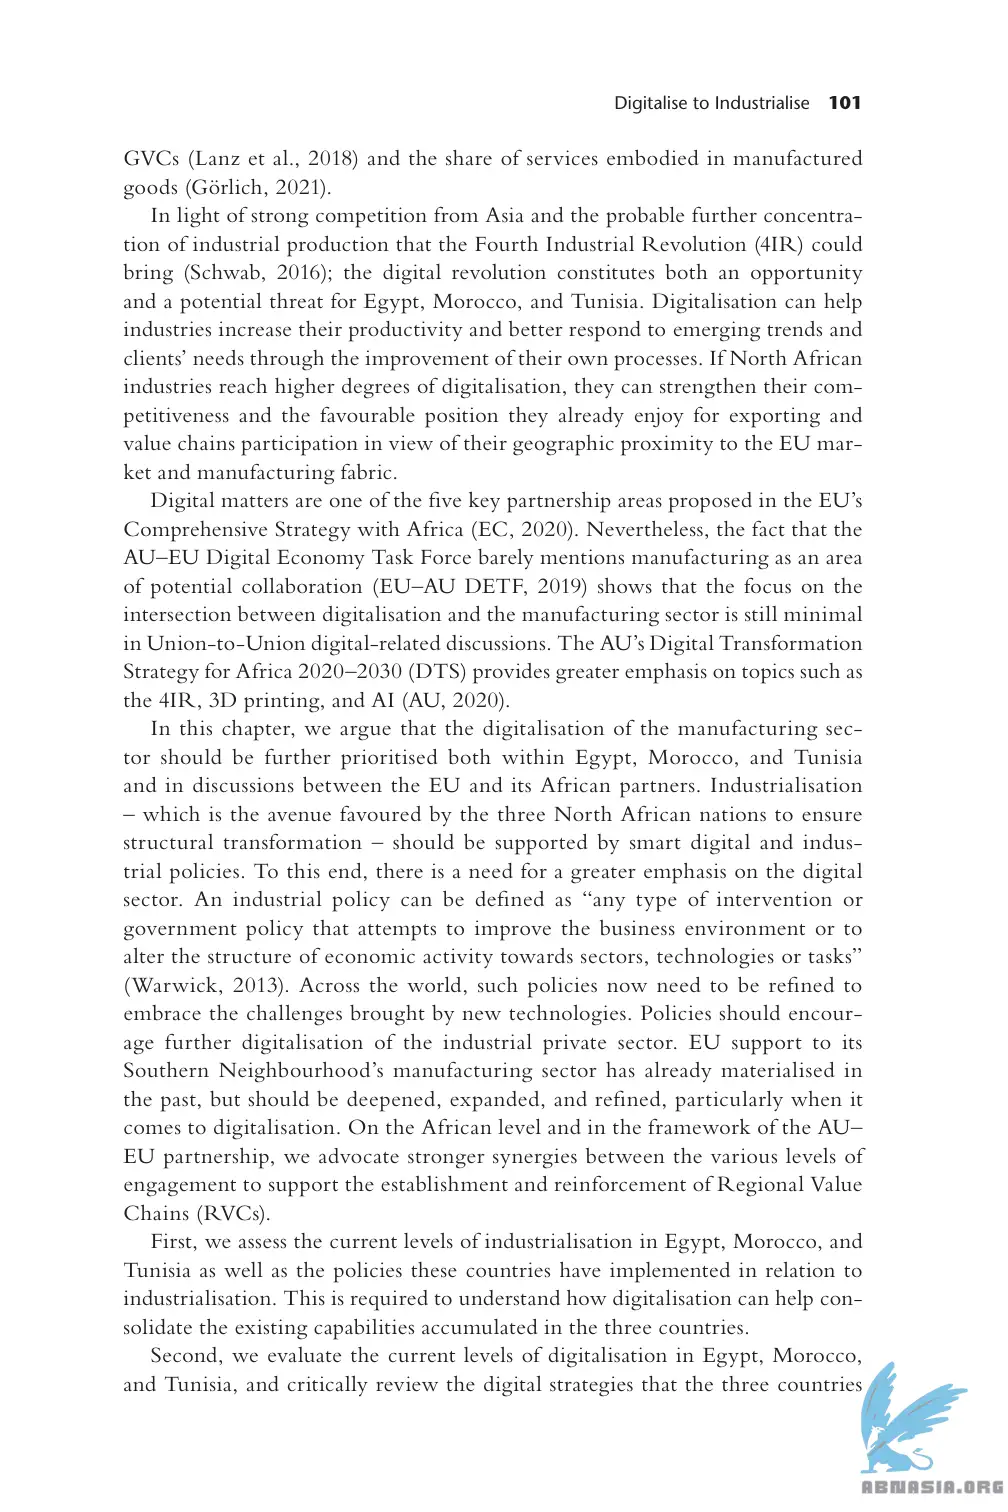 Digitalise to Industrialise 101
GVCs (Lanz et al., 2018) and the share of services embodied in manufactured
goods (Görlich, 2021).
In light of strong competition from Asia and the probable further concentra-
tion of industrial production that the Fourth Industrial Revolution (4IR) could
bring (Schwab, 2016); the digital revolution constitutes both an opportunity
and a potential threat for Egypt, Morocco, and Tunisia. Digitalisation can help
industries increase their productivity and better respond to emerging trends and
clients’ needs through the improvement of their own processes. If North African
industries reach higher degrees of digitalisation, they can strengthen their com-
petitiveness and the favourable position they already enjoy for exporting and
value chains participation in view of their geographic proximity to the EU mar-
ket and manufacturing fabric.
Digital matters are one of the five key partnership areas proposed in the EU’s
Comprehensive Strategy with Africa (EC, 2020). Nevertheless, the fact that the
AU–EU Digital Economy Task Force barely mentions manufacturing as an area
of potential collaboration (EU–AU DETF, 2019) shows that the focus on the
intersection between digitalisation and the manufacturing sector is still minimal
in Union-to-Union digital-related discussions. The AU’s Digital Transformation
Strategy for Africa 2020–2030 (DTS) provides greater emphasis on topics such as
the 4IR, 3D printing, and AI (AU, 2020).
In this chapter, we argue that the digitalisation of the manufacturing sec-
tor should be further prioritised both within Egypt, Morocco, and Tunisia
and in discussions between the EU and its African partners. Industrialisation
– which is the avenue favoured by the three North African nations to ensure
structural transformation – should be supported by smart digital and indus-
trial policies. To this end, there is a need for a greater emphasis on the digital
sector. An industrial policy can be defined as “any type of intervention or
government policy that attempts to improve the business environment or to
alter the structure of economic activity towards sectors, technologies or tasks”
(Warwick, 2013). Across the world, such policies now need to be refined to
embrace the challenges brought by new technologies. Policies should encour-
age further digitalisation of the industrial private sector. EU support to its
Southern Neighbourhood’s manufacturing sector has already materialised in
the past, but should be deepened, expanded, and refined, particularly when it
comes to digitalisation. On the African level and in the framework of the AU–
EU partnership, we advocate stronger synergies between the various levels of
engagement to support the establishment and reinforcement of Regional Value
Chains (RVCs).
First, we assess the current levels of industrialisation in Egypt, Morocco, and
Tunisia as well as the policies these countries have implemented in relation to
industrialisation. This is required to understand how digitalisation can help con-
solidate the existing capabilities accumulated in the three countries.
Second, we evaluate the current levels of digitalisation in Egypt, Morocco,
and Tunisia, and critically review the digital strategies that the three countries
ABNASIA.ORG